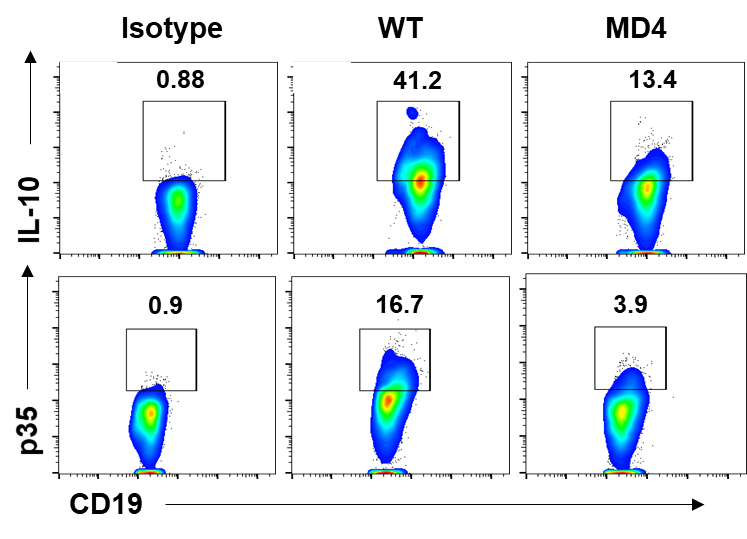 Isotype WT MD4
0.88 41.2 13.4
IL-10
0.9 16.7 3.9
p35
CD19